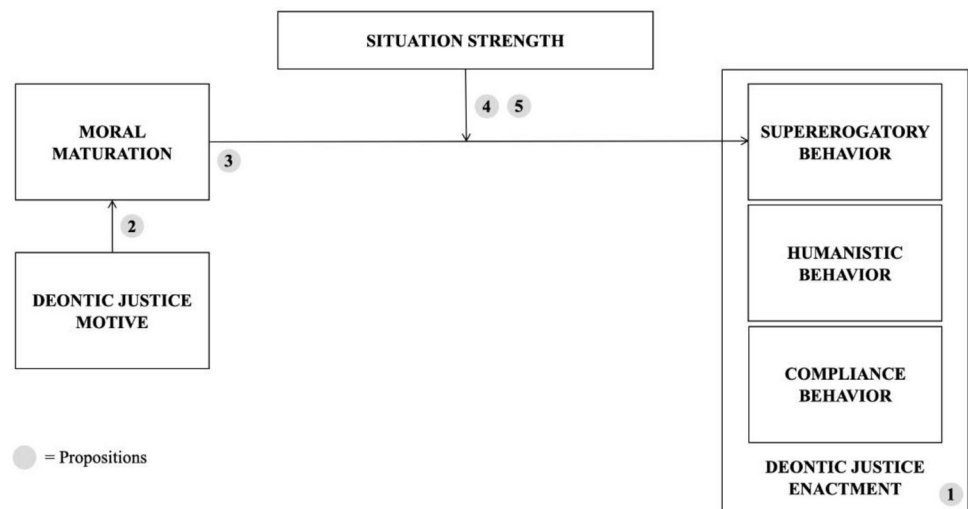 SITUATION STRENGTH
4 5
MORAL
MATURATION
3
2
DEONTIC JUSTICE
MOTIVE
SUPEREROGATORY
BEHAVIOR
HUMANISTIC
BEHAVIOR
COMPLIANCE
BEHAVIOR
DEONTIC JUSTICE
ENACTMENT
1
= Propositions